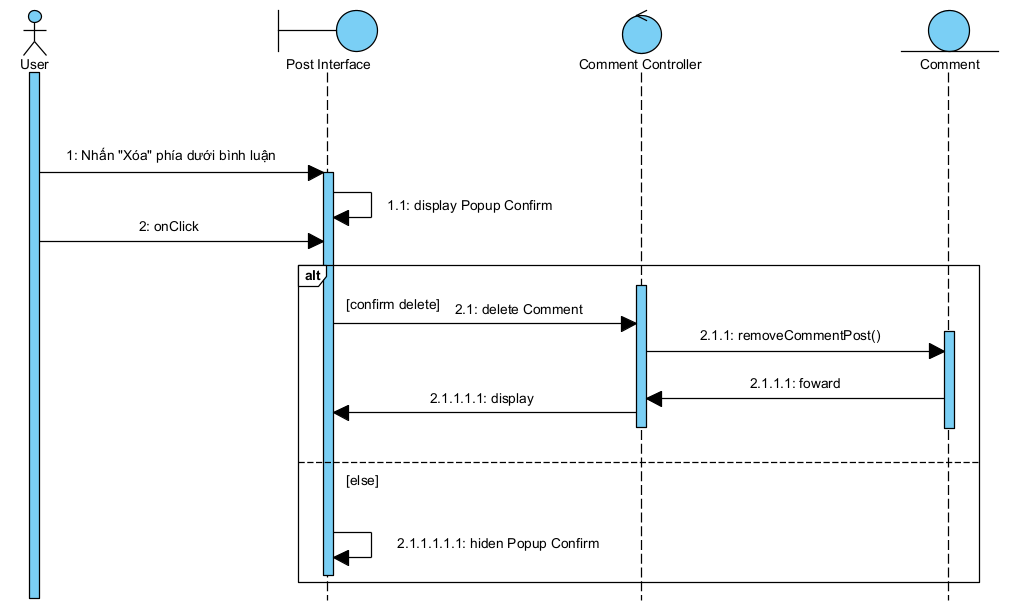 User
Post Interface
Comment Controller
Comment
1: Nhấn "Xóa" phía dưới bình luận
1.1: display Popup Confirm
2: onClick
alt
[confirm delete]
2.1: delete Comment
2.1.1: removeCommentPost()
2.1.1.1: foward
2.1.1.1.1: display
[else]
2.1.1.1.1.1: hiden Popup Confirm